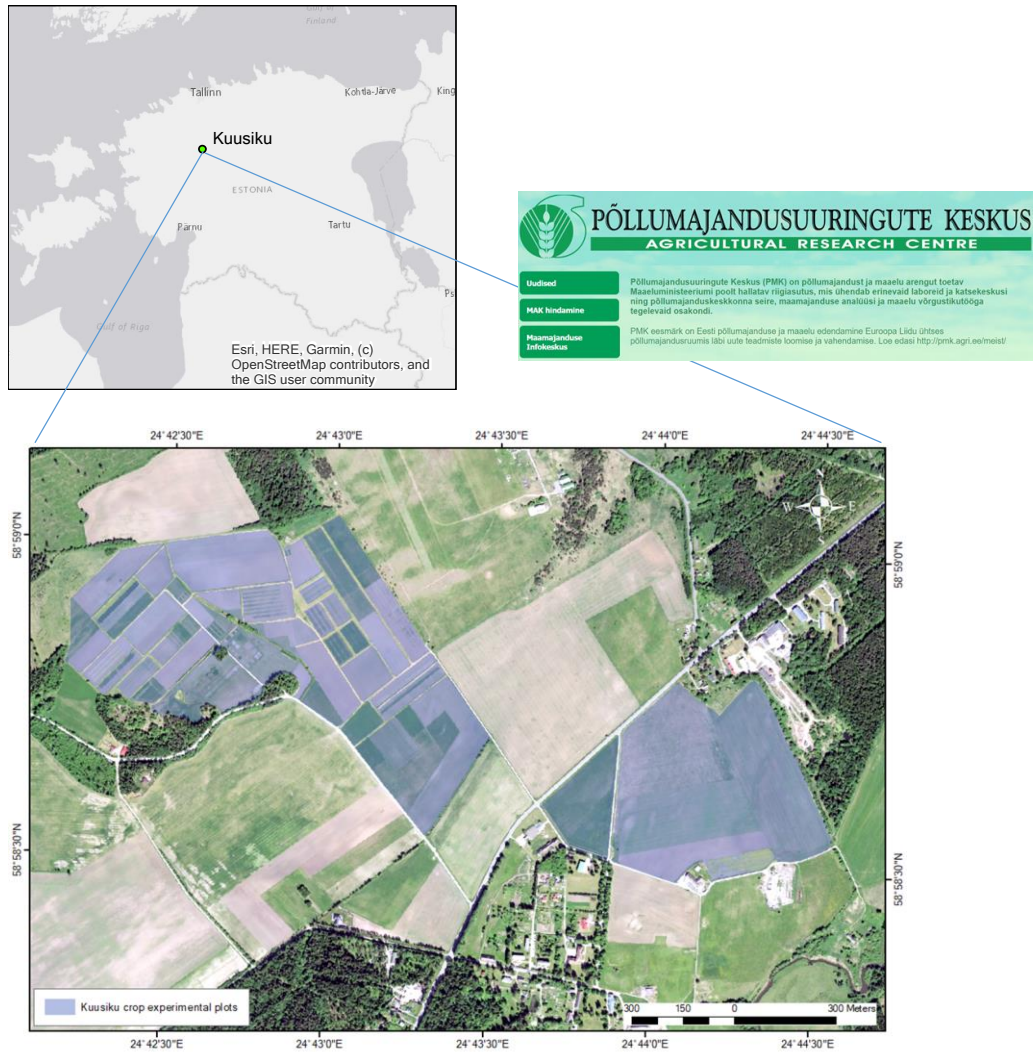 Gulf of
Finland
Tallinn
Kohtla-Järve
King
Kuusiku
ESTONIA
Pärnu
Tartu
Ps
Gulf of Riga
Esri, HERE, Garmin, (c)
OpenStreetMap contributors, and
the GIS user community
PÕLLUMAJANDUSUURINGUTE KESKUS
AGRICULTURAL RESEARCH CENTRE
Uudised
MAK hindamine
Maamajanduse
Infokeskus
Põllumajandusuuringute Keskus (PMK) on põllumajandust ja maaelu arengut toetav
Maaeluministeeriumi poolt hallatav riigiasutus, mis ühendab erinevaid laboreid ja katsekeskusi
ning põllumajanduskeskkonna seire, maamajanduse analüüsi ja maaelu võrgustikutööga
tegelevaid osakondi.
PMK eesmärk on Eesti põllumajanduse ja maaelu edendamine Euroopa Liidu ühtses
põllumajandusruumis läbi uute teadmiste loomise ja vahendamise. Loe edasi http://pmk.agri.ee/meist/
24°42'30"E 24°43'0"E 24°43'30"E 24°44'0"E 24°44'30"E
58°59'0"N
58°59'0"N
W E
58°58'30"N
58°58'30"N
Kuusiku crop experimental plots
300 150 0 300 Meters
24°42'30"E 24°43'0"E 24°43'30"E 24°44'0"E 24°44'30"E